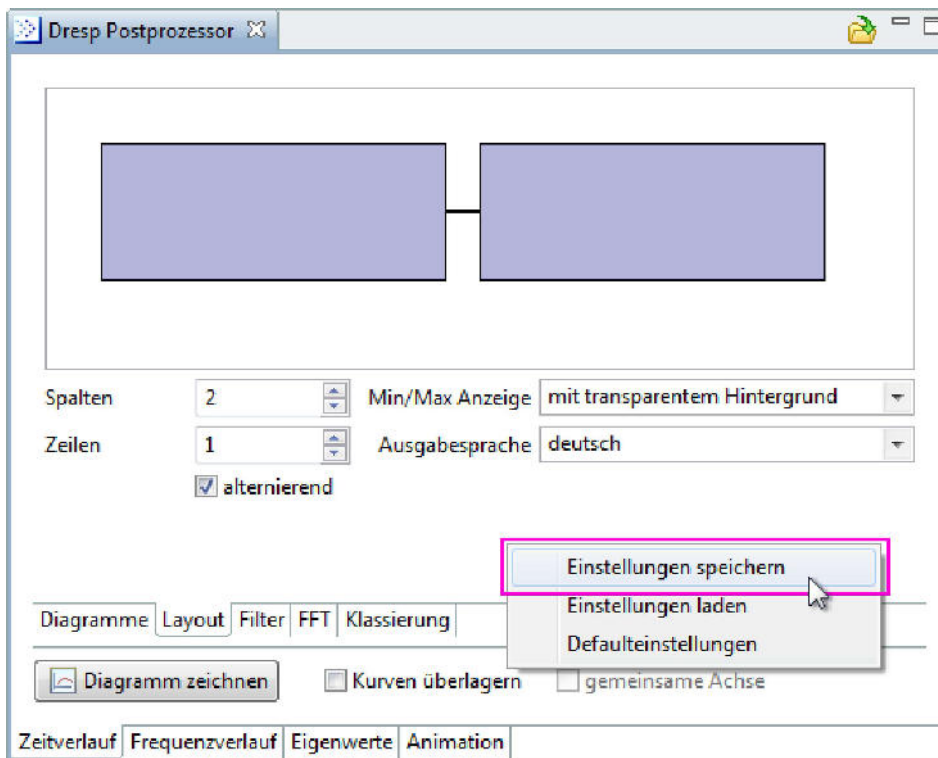 Dresp Postprozessor
Spalten 2 Min/Max Anzeige mit transparentem Hintergrund
Zeilen 1 Ausgabesprache deutsch
alternierend
Einstellungen speichern
Einstellungen laden
Defaulteinstellungen
Diagramme Layout Filter FFT Klassierung
Diagramm zeichnen Kurven überlagern gemeinsame Achse
Zeitverlauf Frequenzverlauf Eigenwerte Animation